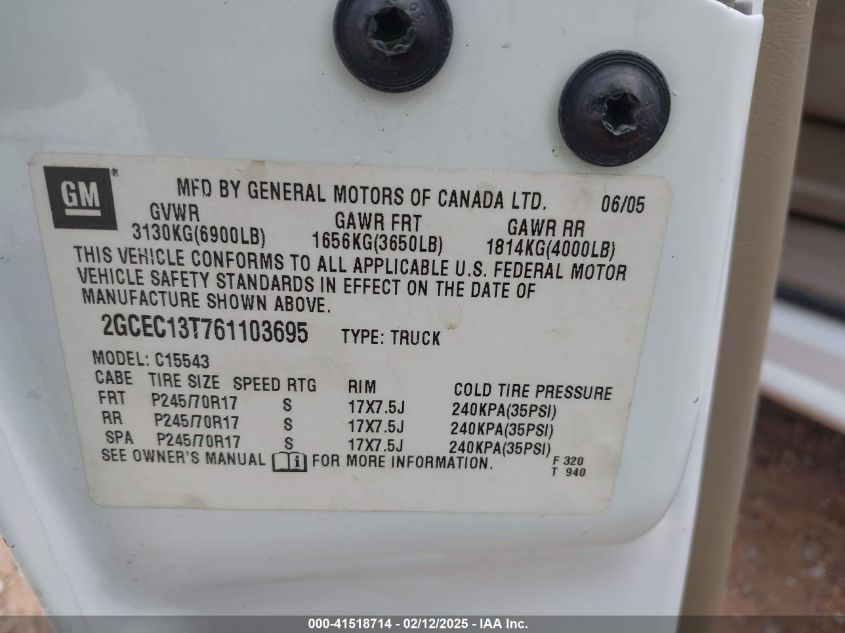 GM ® MFD BY GENERAL MOTORS OF CANADA LTD. 06/05
GVWR GAWR FRT GAWR RR
3130KG(6900LB) 1656KG(3650LB) 1814KG(4000LB)
THIS VEHICLE CONFORMS TO ALL APPLICABLE U.S. FEDERAL MOTOR
VEHICLE SAFETY STANDARDS IN EFFECT ON THE DATE OF
MANUFACTURE SHOWN ABOVE.
2GCEC13T761103695 TYPE: TRUCK
MODEL: C15543
CABE TIRE SIZE SPEED RTG RIM COLD TIRE PRESSURE
FRT P245/70R17 S 17X7.5J 240KPA(35PSI)
RR P245/70R17 S 17X7.5J 240KPA(35PSI)
SPA P245/70R17 S 17X7.5J 240KPA(35PSI)
SEE OWNER'S MANUAL i FOR MORE INFORMATION. F 320
T 940
000-41518714 - 02/12/2025 - IAA Inc.